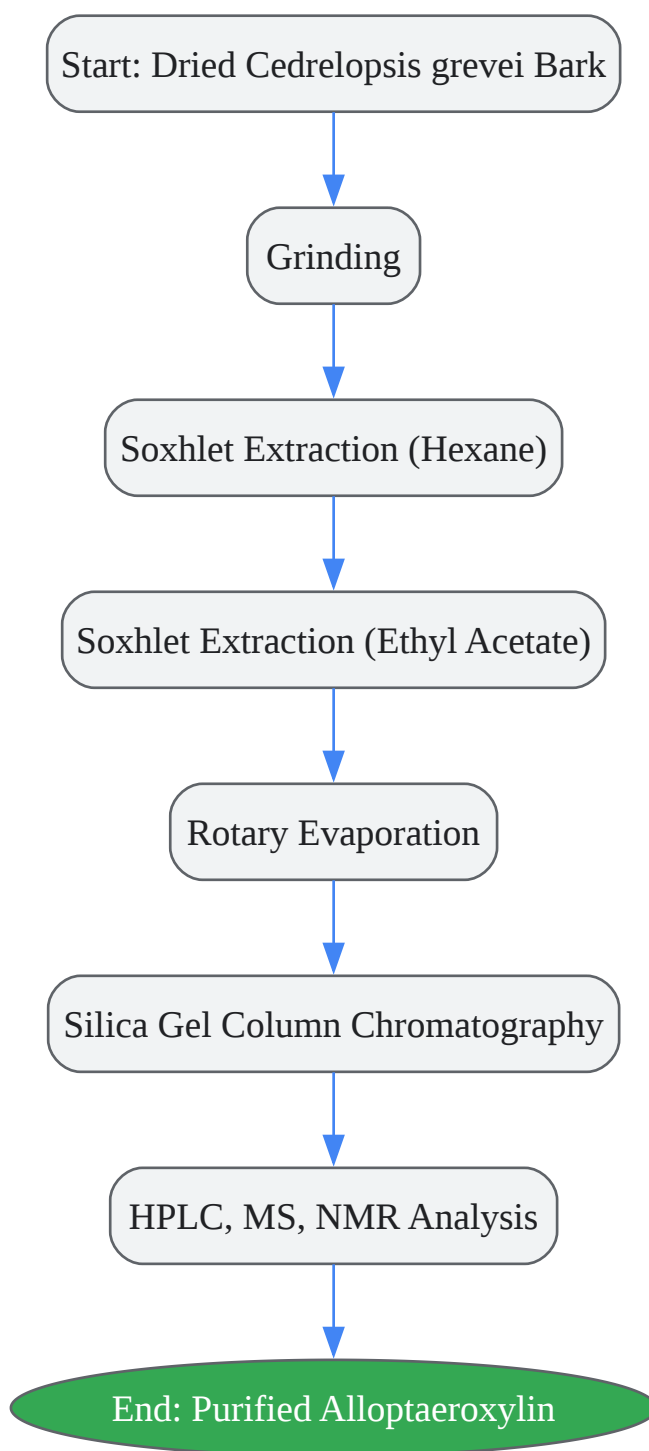 Start: Dried Cedrelopsis grevei Bark
Grinding
Soxhlet Extraction (Hexane)
Soxhlet Extraction (Ethyl Acetate)
Rotary Evaporation
Silica Gel Column Chromatography
HPLC, MS, NMR Analysis
End: Purified Alloptaeroxylin